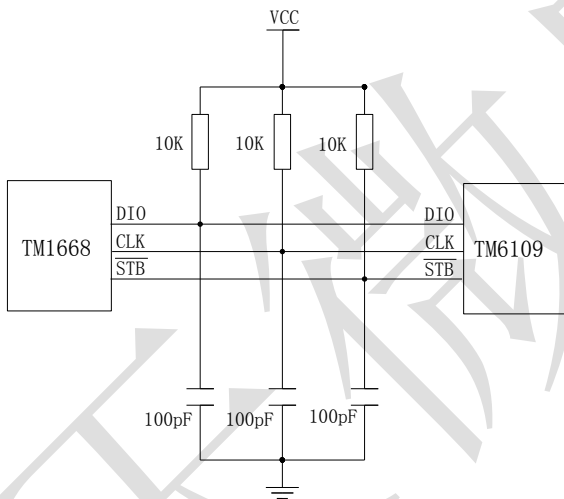 VCC
10K 10K 10K
DIO DIO
CLK CLK
TM1668 TM6109
STB STB
100pF 100pF 100pF